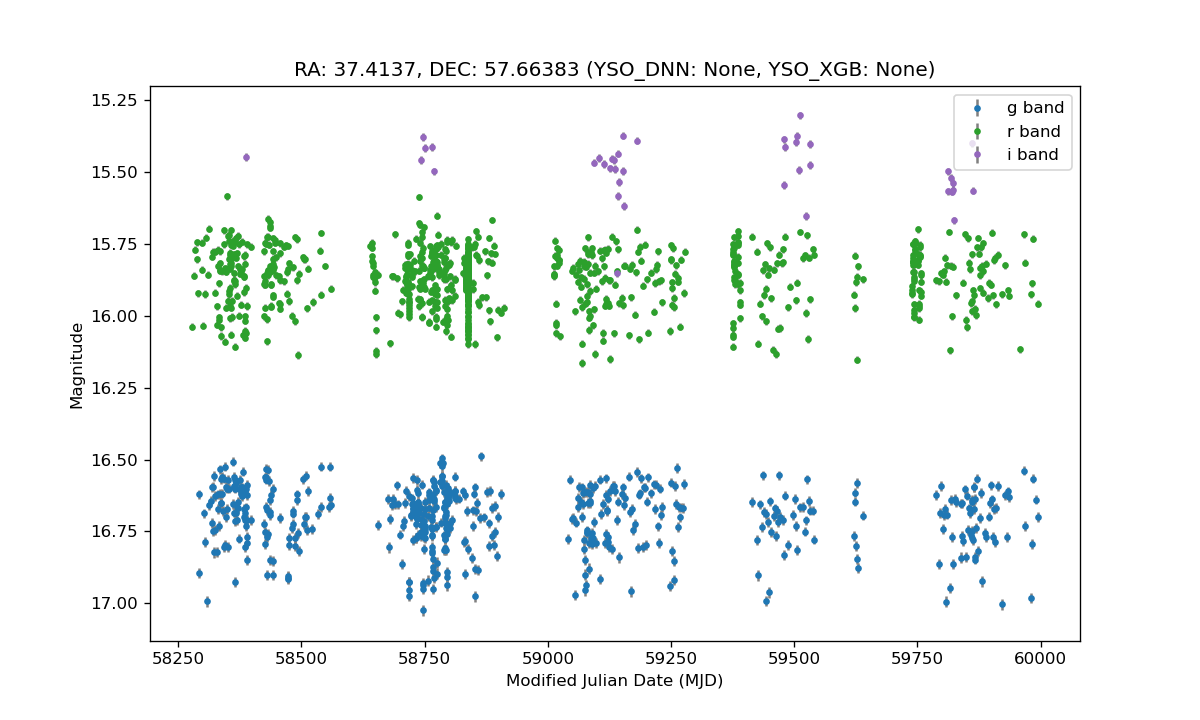 RA: 37.4137, DEC: 57.66383 (YSO_DNN: None, YSO_XGB: None)
g band
r band
i band
15.25
15.50
15.75
16.00
16.25
16.50
16.75
17.00
Magnitude
58250
58500
58750
59000
59250
59500
59750
60000
Modified Julian Date (MJD)